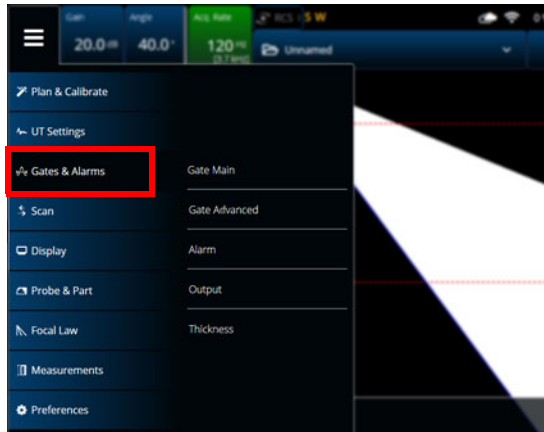 Gain
Angle
Acq. Rate
20.0 dB
40.0°
120 Hz
Unnamed
Plan & Calibrate
UT Settings
Gates & Alarms
Gate Main
Scan
Gate Advanced
Display
Alarm
Probe & Part
Output
Focal Law
Thickness
Measurements
Preferences